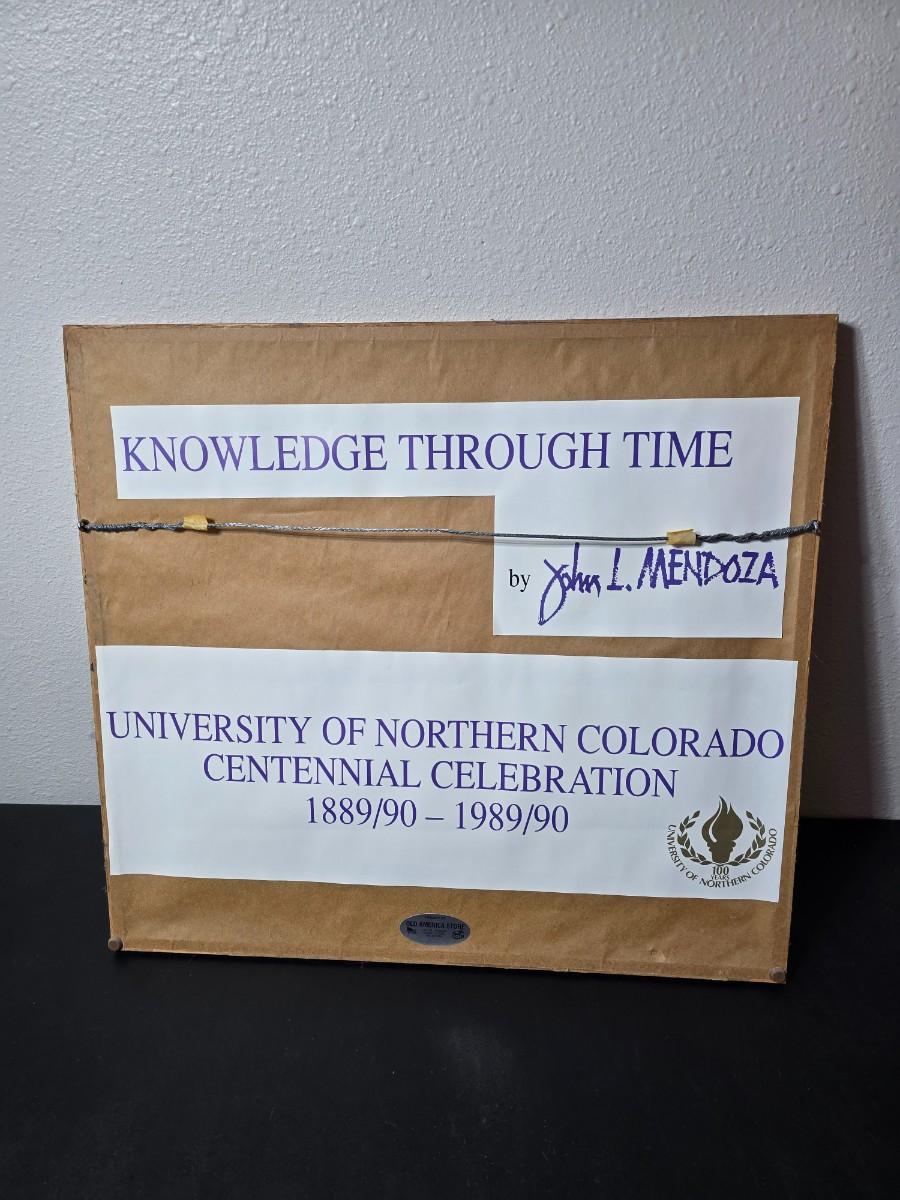 KNOWLEDGE THROUGH TIME
by John L. MENDOZA
UNIVERSITY OF NORTHERN COLORADO
CENTENNIAL CELEBRATION
1889/90 – 1989/90
100
YEARS
UNIVERSITY OF NORTHERN COLORADO
OLD AMERICA STORE